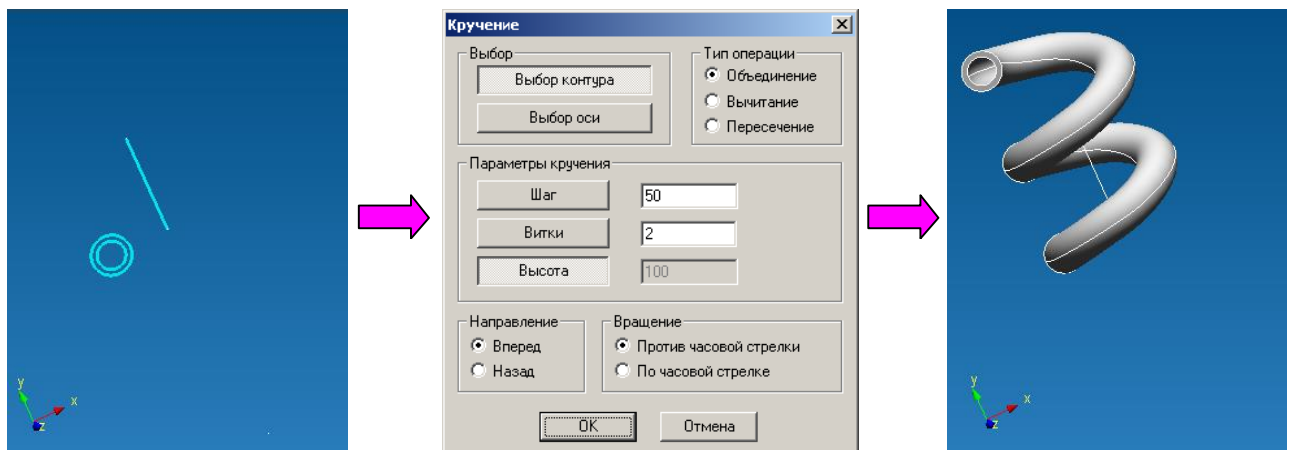 Кручение
Выбор
Выбор контура
Выбор оси
Тип операции
Объединение
Вычитание
Пересечение
Параметры кручения
Шаг
50
Витки
2
Высота
100
Направление
Вперед
Назад
Вращение
Против часовой стрелки
По часовой стрелке
OK
Отмена
y
x
z
y
x
z